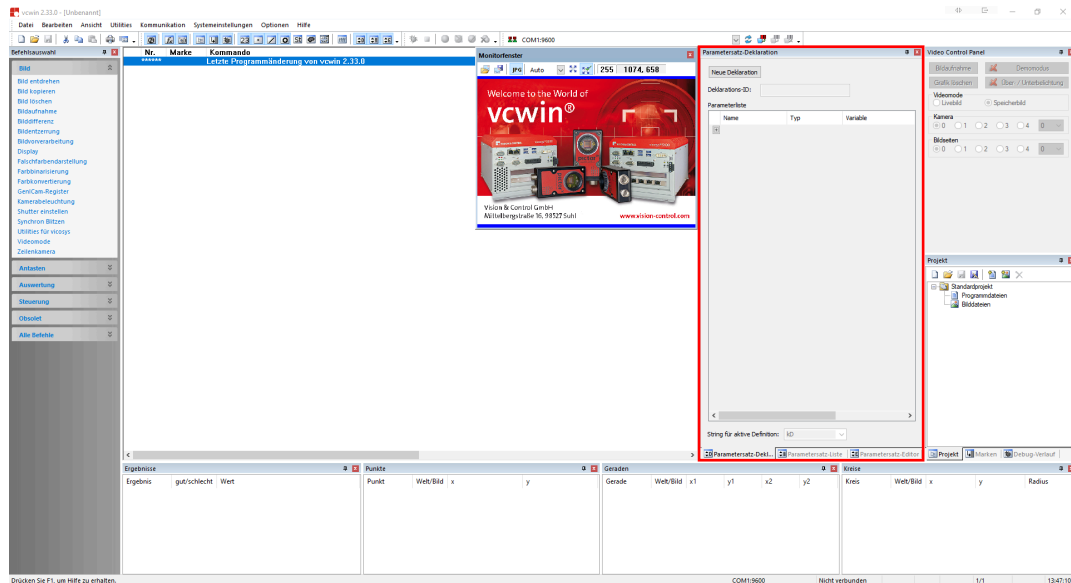 vcwin 2.33.0 - [Unbenannt]
Datei Bearbeiten Ansicht Utilities Kommunikation Systemeinstellungen Optionen Hilfe
COM1:9600
Befehlsauswahl
Bild
Bild entdrehen
Bild kopieren
Bild löschen
Bildaufnahme
Bilddifferenz
Bildentzerrung
Bildvorverarbeitung
Display
Falschfarbendarstellung
Farbbinarisierung
Farbkonvertierung
GeniCam-Register
Kamerabeleuchtung
Shutter einstellen
Synchron Blitzen
Utilities für vicosys
Videomode
Zeilenkamera
Antasten
Auswertung
Steuerung
Obsolet
Alle Befehle
Nr. Marke Kommando
****** Letzte Programmänderung von vcwin 2.33.0
Monitorfenster
JPG Auto 255 1074, 658
Welcome to the World of
vcwin®
Vision & Control GmbH
Mittelbergstraße 16, 98527 Suhl
www.vision-control.com
Parametersatz-Deklaration
Neue Deklaration
Deklarations-ID:
Parameterliste
Name Typ Variable
String für aktive Definition: kD
Parametersatz-Dekl... Parametersatz-Liste Parametersatz-Editor
Video Control Panel
Bildaufnahme Demomodus
Grafik löschen Über- / Unterbelichtung
Videomode
Livebild Speicherbild
Kamera
0 1 2 3 4 0
Bildseiten
0 1 2 3 4 0
Projekt
Standardprojekt
Programmdateien
Bilddateien
Projekt Marken Debug-Verlauf
Ergebnisse
Ergebnis gut/schlecht Wert
Punkte
Punkt Welt/Bild x y
Geraden
Gerade Welt/Bild x1 y1 x2 y2
Kreise
Kreis Welt/Bild x y Radius
Drücken Sie F1, um Hilfe zu erhalten. COM1:9600 Nicht verbunden 1/1 13:47:10